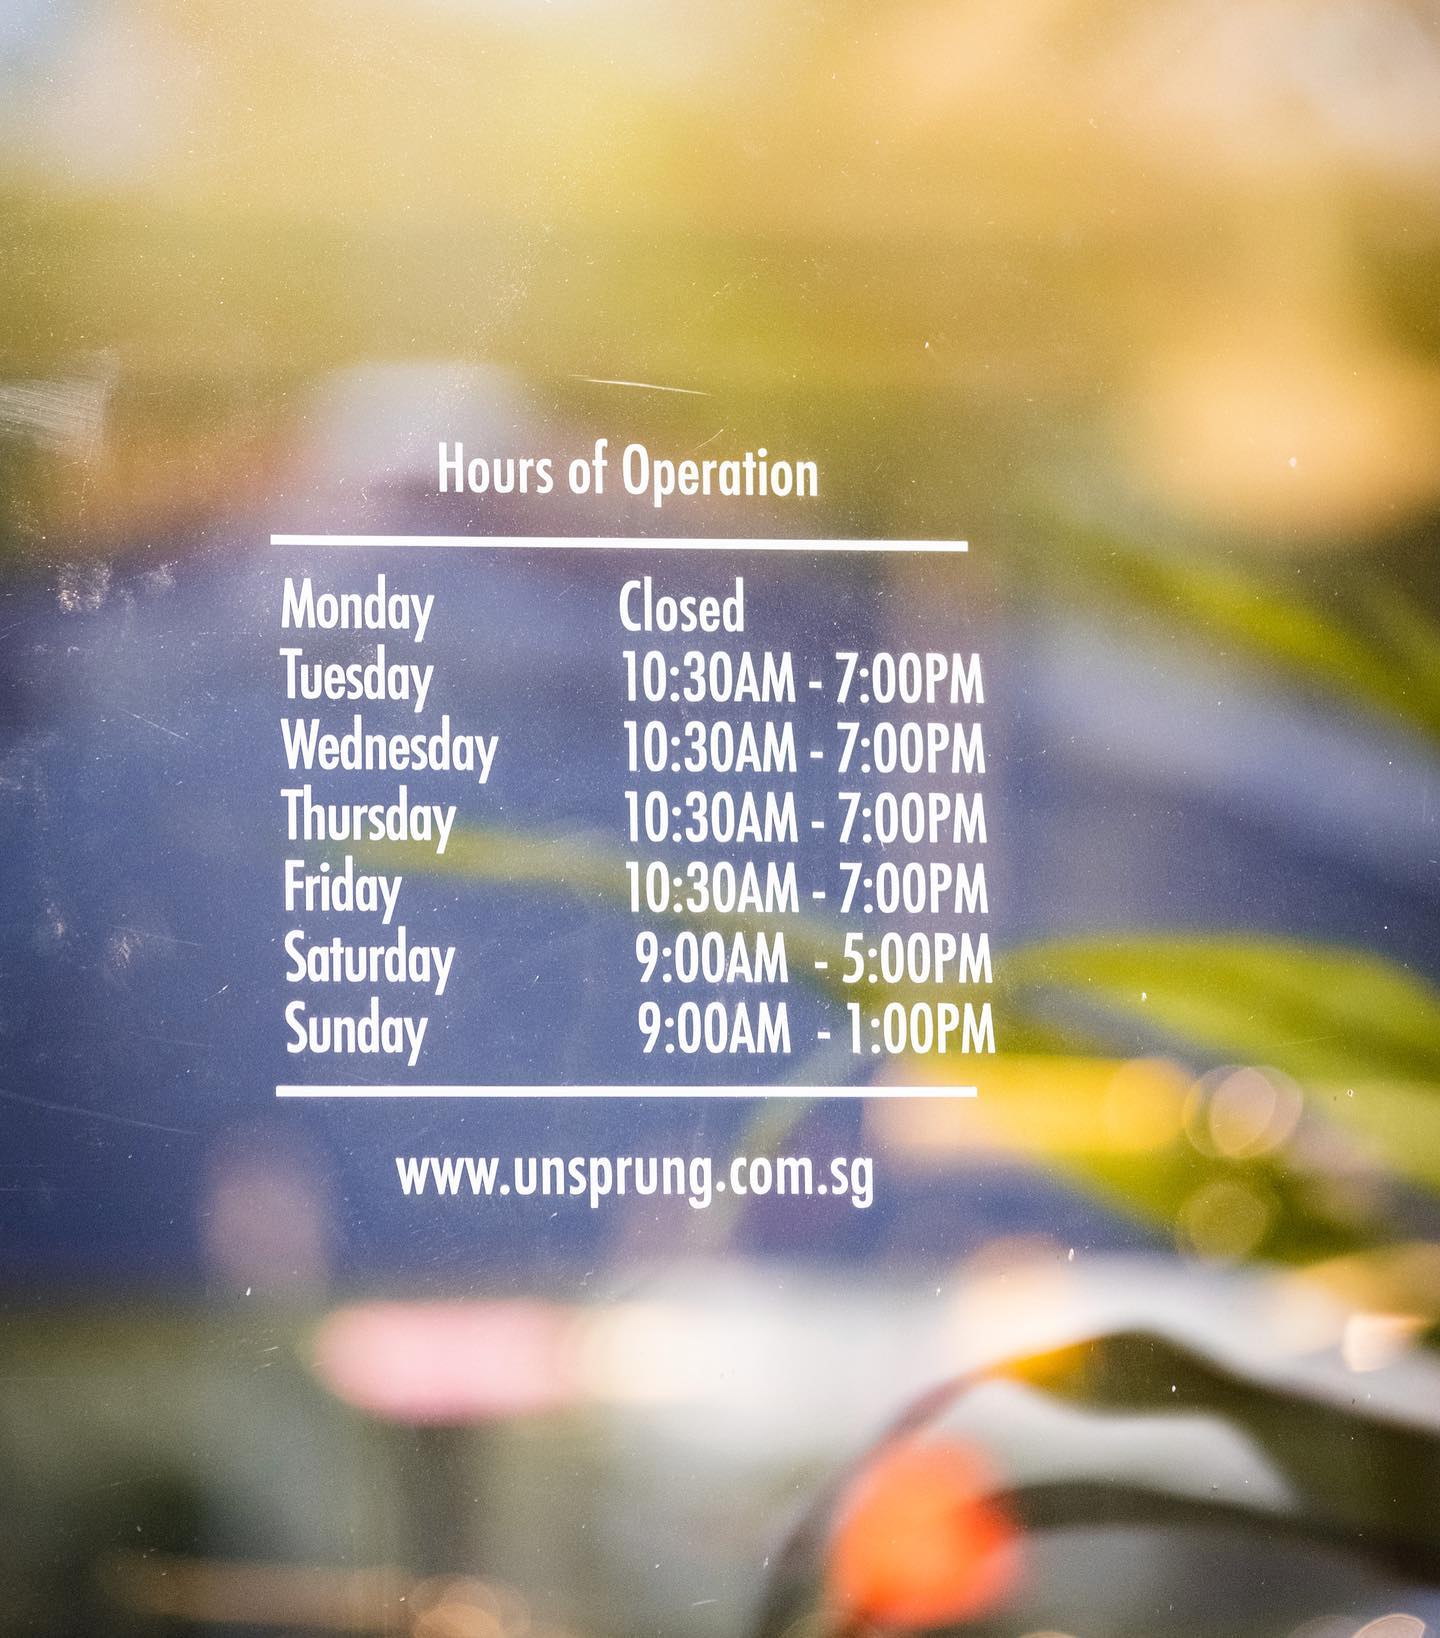 Hours of Operation
Monday Closed
Tuesday 10:30AM - 7:00PM
Wednesday 10:30AM - 7:00PM
Thursday 10:30AM - 7:00PM
Friday 10:30AM - 7:00PM
Saturday 9:00AM - 5:00PM
Sunday 9:00AM - 1:00PM
www.unsprung.com.sg